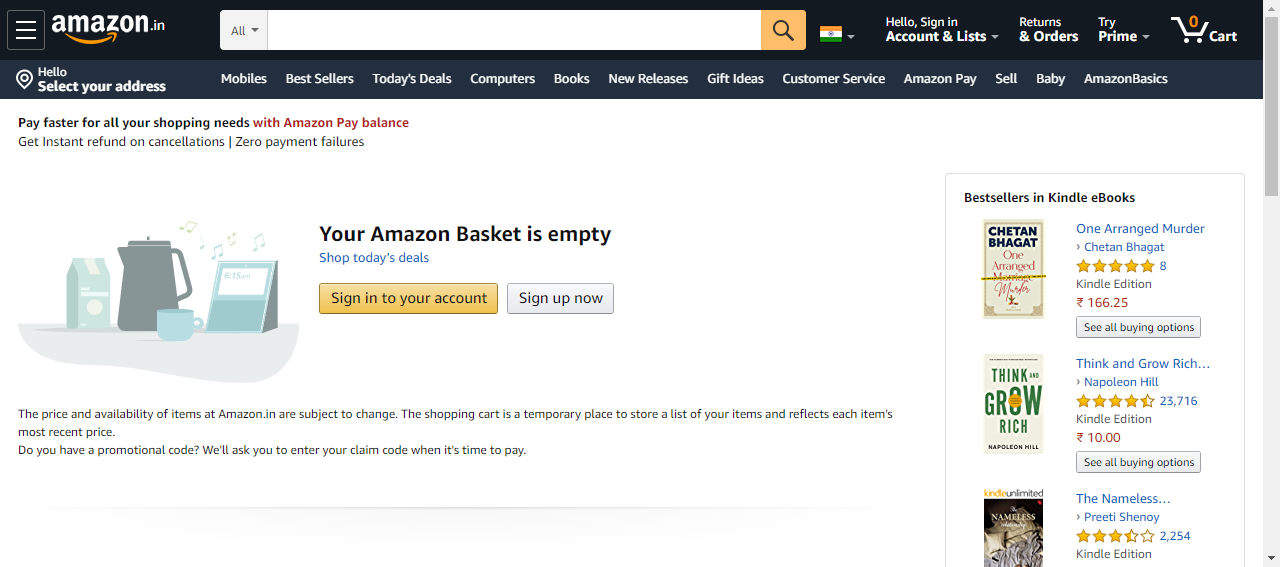 amazon.in
All
Hello, Sign in
Account & Lists
Returns
& Orders
Try
Prime
0
Cart
Hello
Select your address
Mobiles
Best Sellers
Today's Deals
Computers
Books
New Releases
Gift Ideas
Customer Service
Amazon Pay
Sell
Baby
AmazonBasics
Pay faster for all your shopping needs with Amazon Pay balance
Get Instant refund on cancellations | Zero payment failures
6:15AM
Your Amazon Basket is empty
Shop today's deals
Sign in to your account
Sign up now
The price and availability of items at Amazon.in are subject to change. The shopping cart is a temporary place to store a list of your items and reflects each item's
most recent price.
Do you have a promotional code? We'll ask you to enter your claim code when it's time to pay.
Bestsellers in Kindle eBooks
CHETAN
BHAGAT
One
Arranged
Marriage
Murder
One Arranged Murder
› Chetan Bhagat
8
Kindle Edition
₹ 166.25
See all buying options
THINK AND
GROW
RICH
NAPOLEON HILL
Think and Grow Rich…
› Napoleon Hill
23,716
Kindle Edition
₹ 10.00
See all buying options
kindleunlimited
The
NAMELESS
relationship
The Nameless…
› Preeti Shenoy
2,254
Kindle Edition